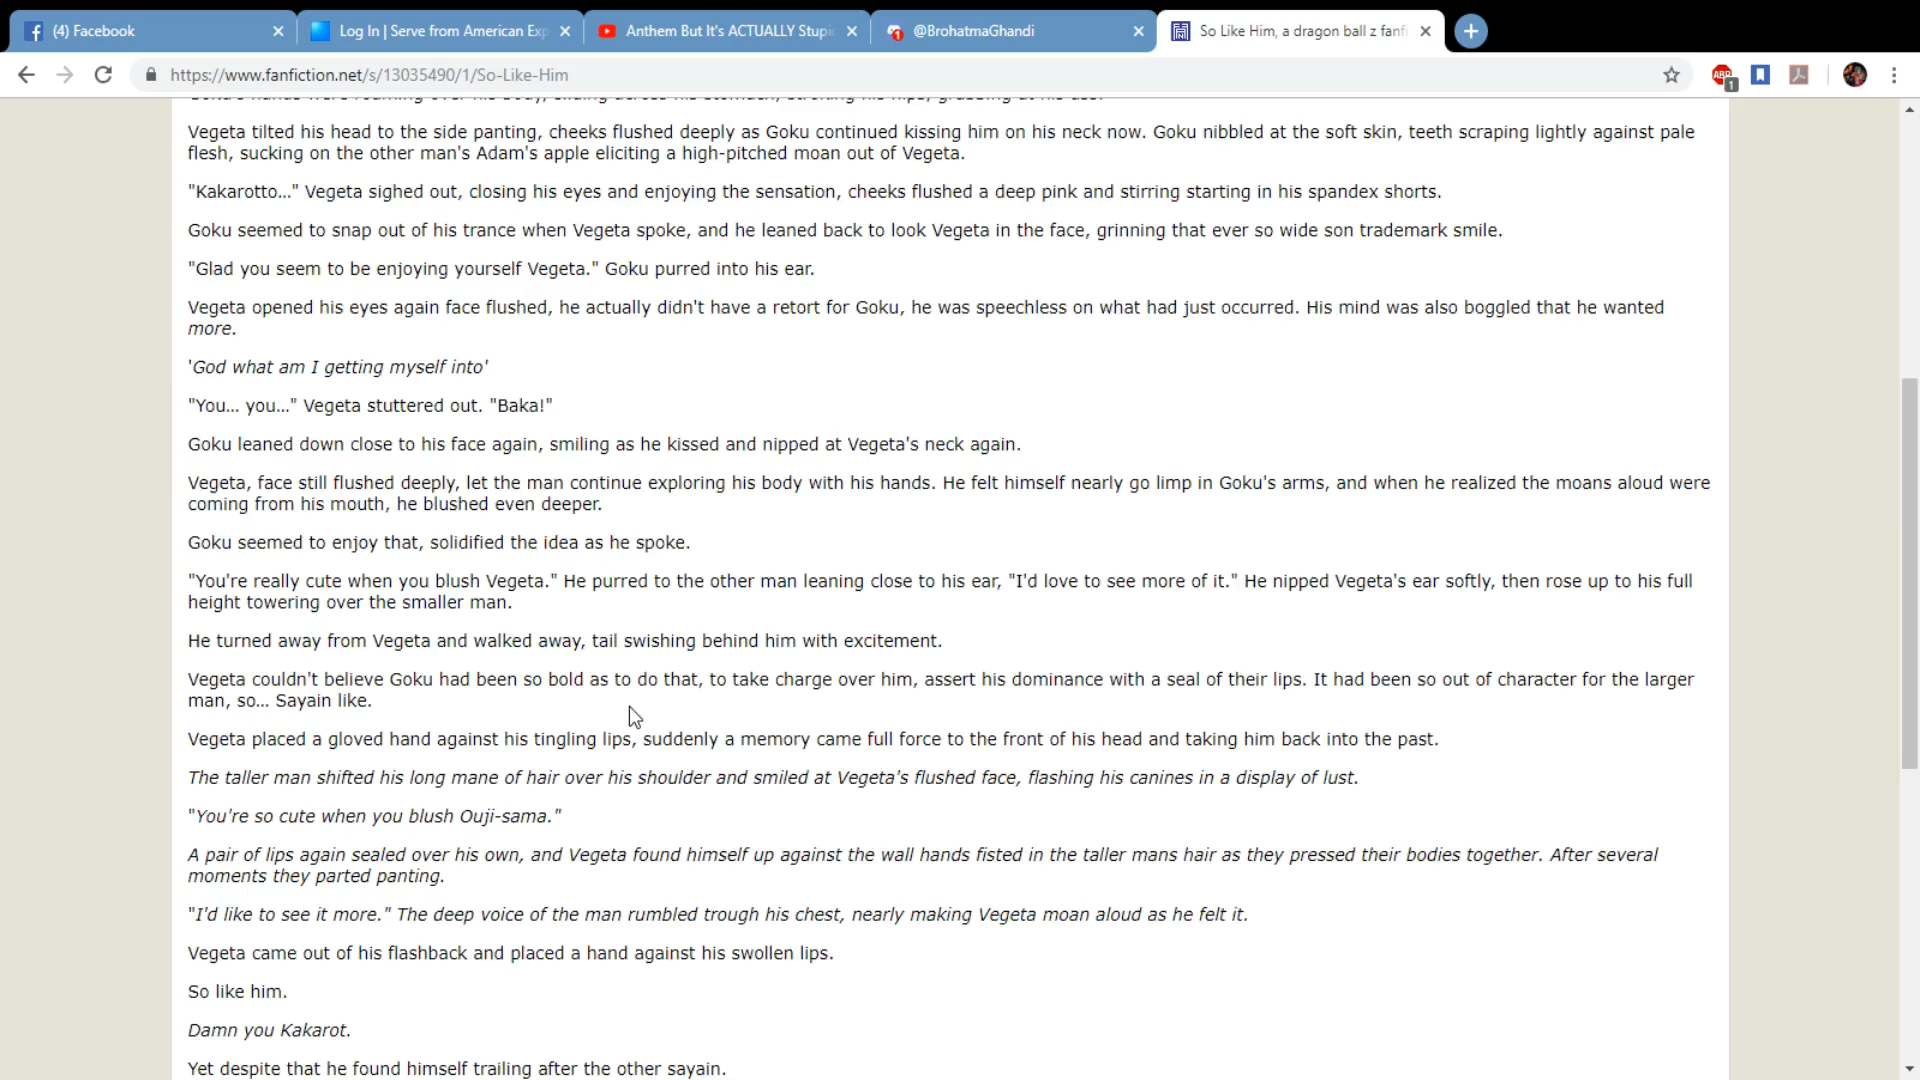 (4) Facebook
Log In | Serve from American Exp
Anthem But It's ACTUALLY Stupi
1
@BrohatmaGhandi
So Like Him, a dragon ball z fanfi
https://www.fanfiction.net/s/13035490/1/So-Like-Him
ABP
1
Goku's hands were roaming over his body, sliding across his stomach, stroking his hips, grabbing at his ass.
Vegeta tilted his head to the side panting, cheeks flushed deeply as Goku continued kissing him on his neck now. Goku nibbled at the soft skin, teeth scraping lightly against pale
flesh, sucking on the other man's Adam's apple eliciting a high-pitched moan out of Vegeta.
"Kakarotto..." Vegeta sighed out, closing his eyes and enjoying the sensation, cheeks flushed a deep pink and stirring starting in his spandex shorts.
Goku seemed to snap out of his trance when Vegeta spoke, and he leaned back to look Vegeta in the face, grinning that ever so wide son trademark smile.
"Glad you seem to be enjoying yourself Vegeta." Goku purred into his ear.
Vegeta opened his eyes again face flushed, he actually didn't have a retort for Goku, he was speechless on what had just occurred. His mind was also boggled that he wanted
more.
'God what am I getting myself into'
"You... you..." Vegeta stuttered out. "Baka!"
Goku leaned down close to his face again, smiling as he kissed and nipped at Vegeta's neck again.
Vegeta, face still flushed deeply, let the man continue exploring his body with his hands. He felt himself nearly go limp in Goku's arms, and when he realized the moans aloud were
coming from his mouth, he blushed even deeper.
Goku seemed to enjoy that, solidified the idea as he spoke.
"You're really cute when you blush Vegeta." He purred to the other man leaning close to his ear, "I'd love to see more of it." He nipped Vegeta's ear softly, then rose up to his full
height towering over the smaller man.
He turned away from Vegeta and walked away, tail swishing behind him with excitement.
Vegeta couldn't believe Goku had been so bold as to do that, to take charge over him, assert his dominance with a seal of their lips. It had been so out of character for the larger
man, so... Sayain like.
Vegeta placed a gloved hand against his tingling lips, suddenly a memory came full force to the front of his head and taking him back into the past.
The taller man shifted his long mane of hair over his shoulder and smiled at Vegeta's flushed face, flashing his canines in a display of lust.
"You're so cute when you blush Ouji-sama."
A pair of lips again sealed over his own, and Vegeta found himself up against the wall hands fisted in the taller mans hair as they pressed their bodies together. After several
moments they parted panting.
"I'd like to see it more." The deep voice of the man rumbled trough his chest, nearly making Vegeta moan aloud as he felt it.
Vegeta came out of his flashback and placed a hand against his swollen lips.
So like him.
Damn you Kakarot.
Yet despite that he found himself trailing after the other sayain.